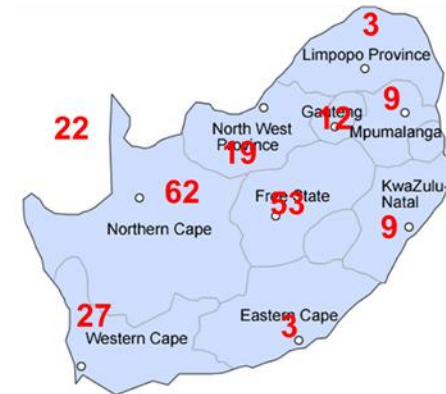 3
Limpopo Province
9
Gauteng
12
Mpumalanga
22
North West
Province
19
62
Free State
53
KwaZulu-
Natal
9
Northern Cape
27
Western Cape
Eastern Cape
3